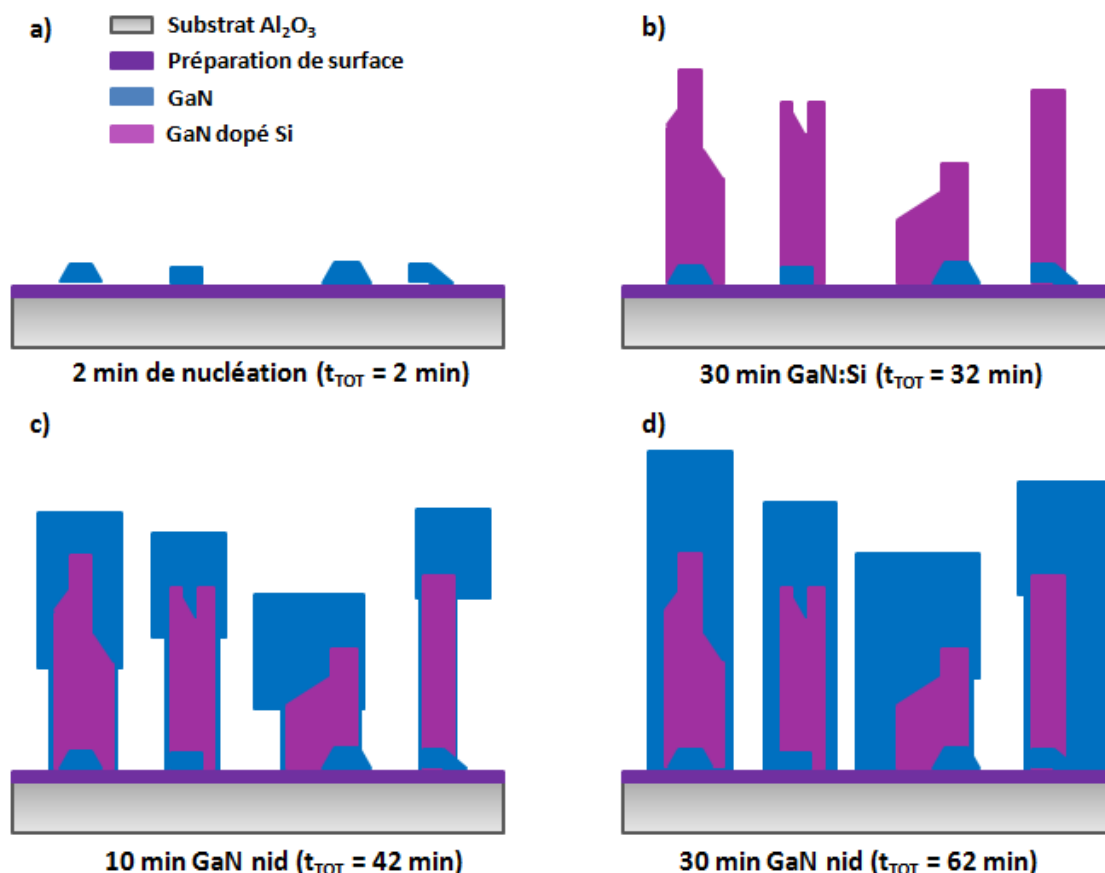 a)
Substrat Al₂O₃
Préparation de surface
GaN
GaN dopé Si
2 min de nucléation (tTOT = 2 min)
b)
30 min GaN:Si (tTOT = 32 min)
c)
10 min GaN nid (tTOT = 42 min)
d)
30 min GaN nid (tTOT = 62 min)